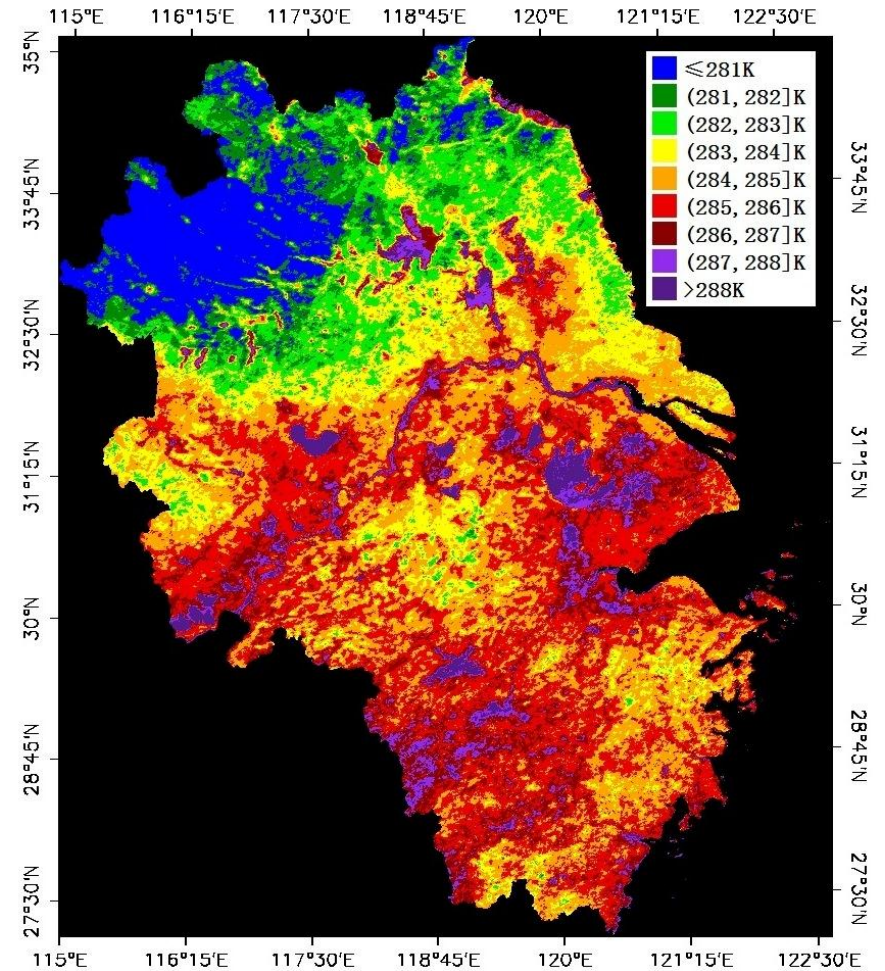 115°E 116°15'E 117°30'E 118°45'E 120°E 121°15'E 122°30'E
35°N
33°45'N
32°30'N
31°15'N
30°N
28°45'N
27°30'N
≤281K
(281,282]K
(282,283]K
(283,284]K
(284,285]K
(285,286]K
(286,287]K
(287,288]K
>288K
33°45'N
32°30'N
31°15'N
30°N
28°45'N
27°30'N
115°E 116°15'E 117°30'E 118°45'E 120°E 121°15'E 122°30'E